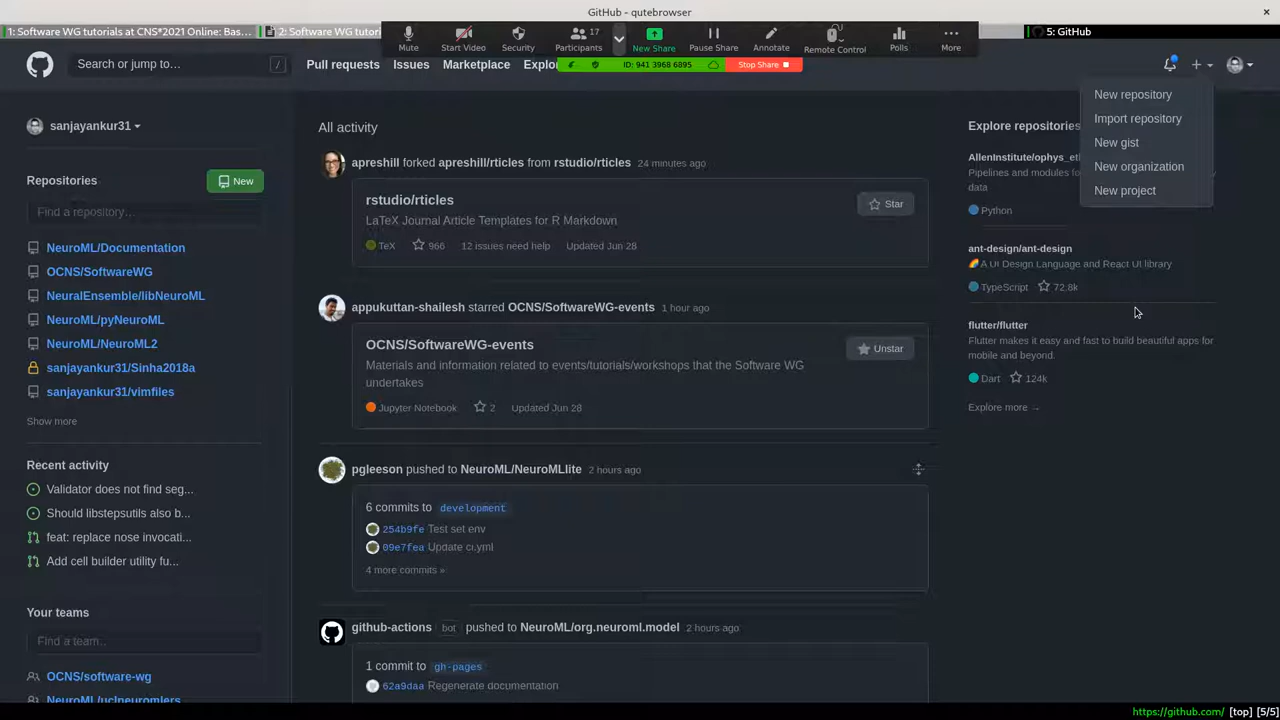 GitHub - qutebrowser
1: Software WG tutorials at CNS*2021 Online: Bas...
2: Software WG tutori
5: GitHub
Mute
Start Video
Security
Participants
17
New Share
Pause Share
Annotate
Remote Control
Polls
More
ID: 941 3968 6895
Stop Share
Search or jump to...
/
Pull requests
Issues
Marketplace
Explo
New repository
Import repository
New gist
New organization
New project
sanjayankur31
Repositories
New
Find a repository...
NeuroML/Documentation
OCNS/SoftwareWG
NeuralEnsemble/libNeuroML
NeuroML/pyNeuroML
NeuroML/NeuroML2
sanjayankur31/Sinha2018a
sanjayankur31/vimfiles
Show more
Recent activity
Validator does not find seg...
Should libstepsutils also b...
feat: replace nose invocati...
Add cell builder utility fu...
Your teams
Find a team...
OCNS/software-wg
NeuroML/uclneuromlers
All activity
apreshill forked apreshill/rticles from rstudio/rticles 24 minutes ago
rstudio/rticles
Star
LaTeX Journal Article Templates for R Markdown
TeX 966 12 issues need help Updated Jun 28
appukuttan-shailesh starred OCNS/SoftwareWG-events 1 hour ago
OCNS/SoftwareWG-events
Unstar
Materials and information related to events/tutorials/workshops that the Software WG
undertakes
Jupyter Notebook 2 Updated Jun 28
pgleeson pushed to NeuroML/NeuroMLlite 2 hours ago
6 commits to development
254b9fe Test set env
09e7fea Update ci.yml
4 more commits »
github-actions bot pushed to NeuroML/org.neuroml.model 2 hours ago
1 commit to gh-pages
62a9daa Regenerate documentation
Explore repositories
AllenInstitute/ophys_et
Pipelines and modules fo
data
Python
ant-design/ant-design
A UI Design Language and React UI library
TypeScript 72.8k
flutter/flutter
Flutter makes it easy and fast to build beautiful apps for
mobile and beyond.
Dart 124k
Explore more →
https://github.com/ [top] [5/5]